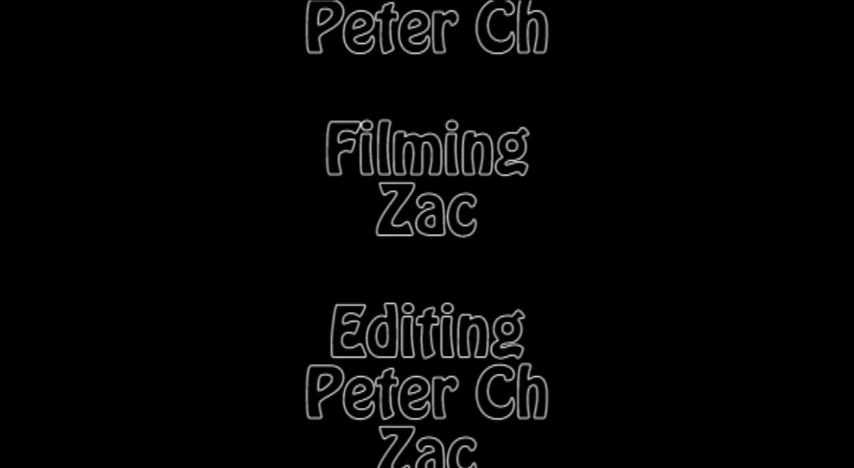 Peter Ch
Filming
Zac
Editing
Peter Ch
Zac